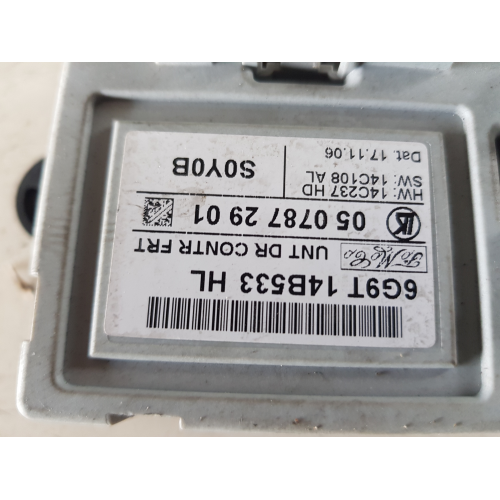 6G9T 14B533 HL
FoMoCo UNT DR CONTR FRT
05 0787 29 01
HW: 14C237 HD
SW: 14C108 AL
Dat. 17.11.06
S0Y0B